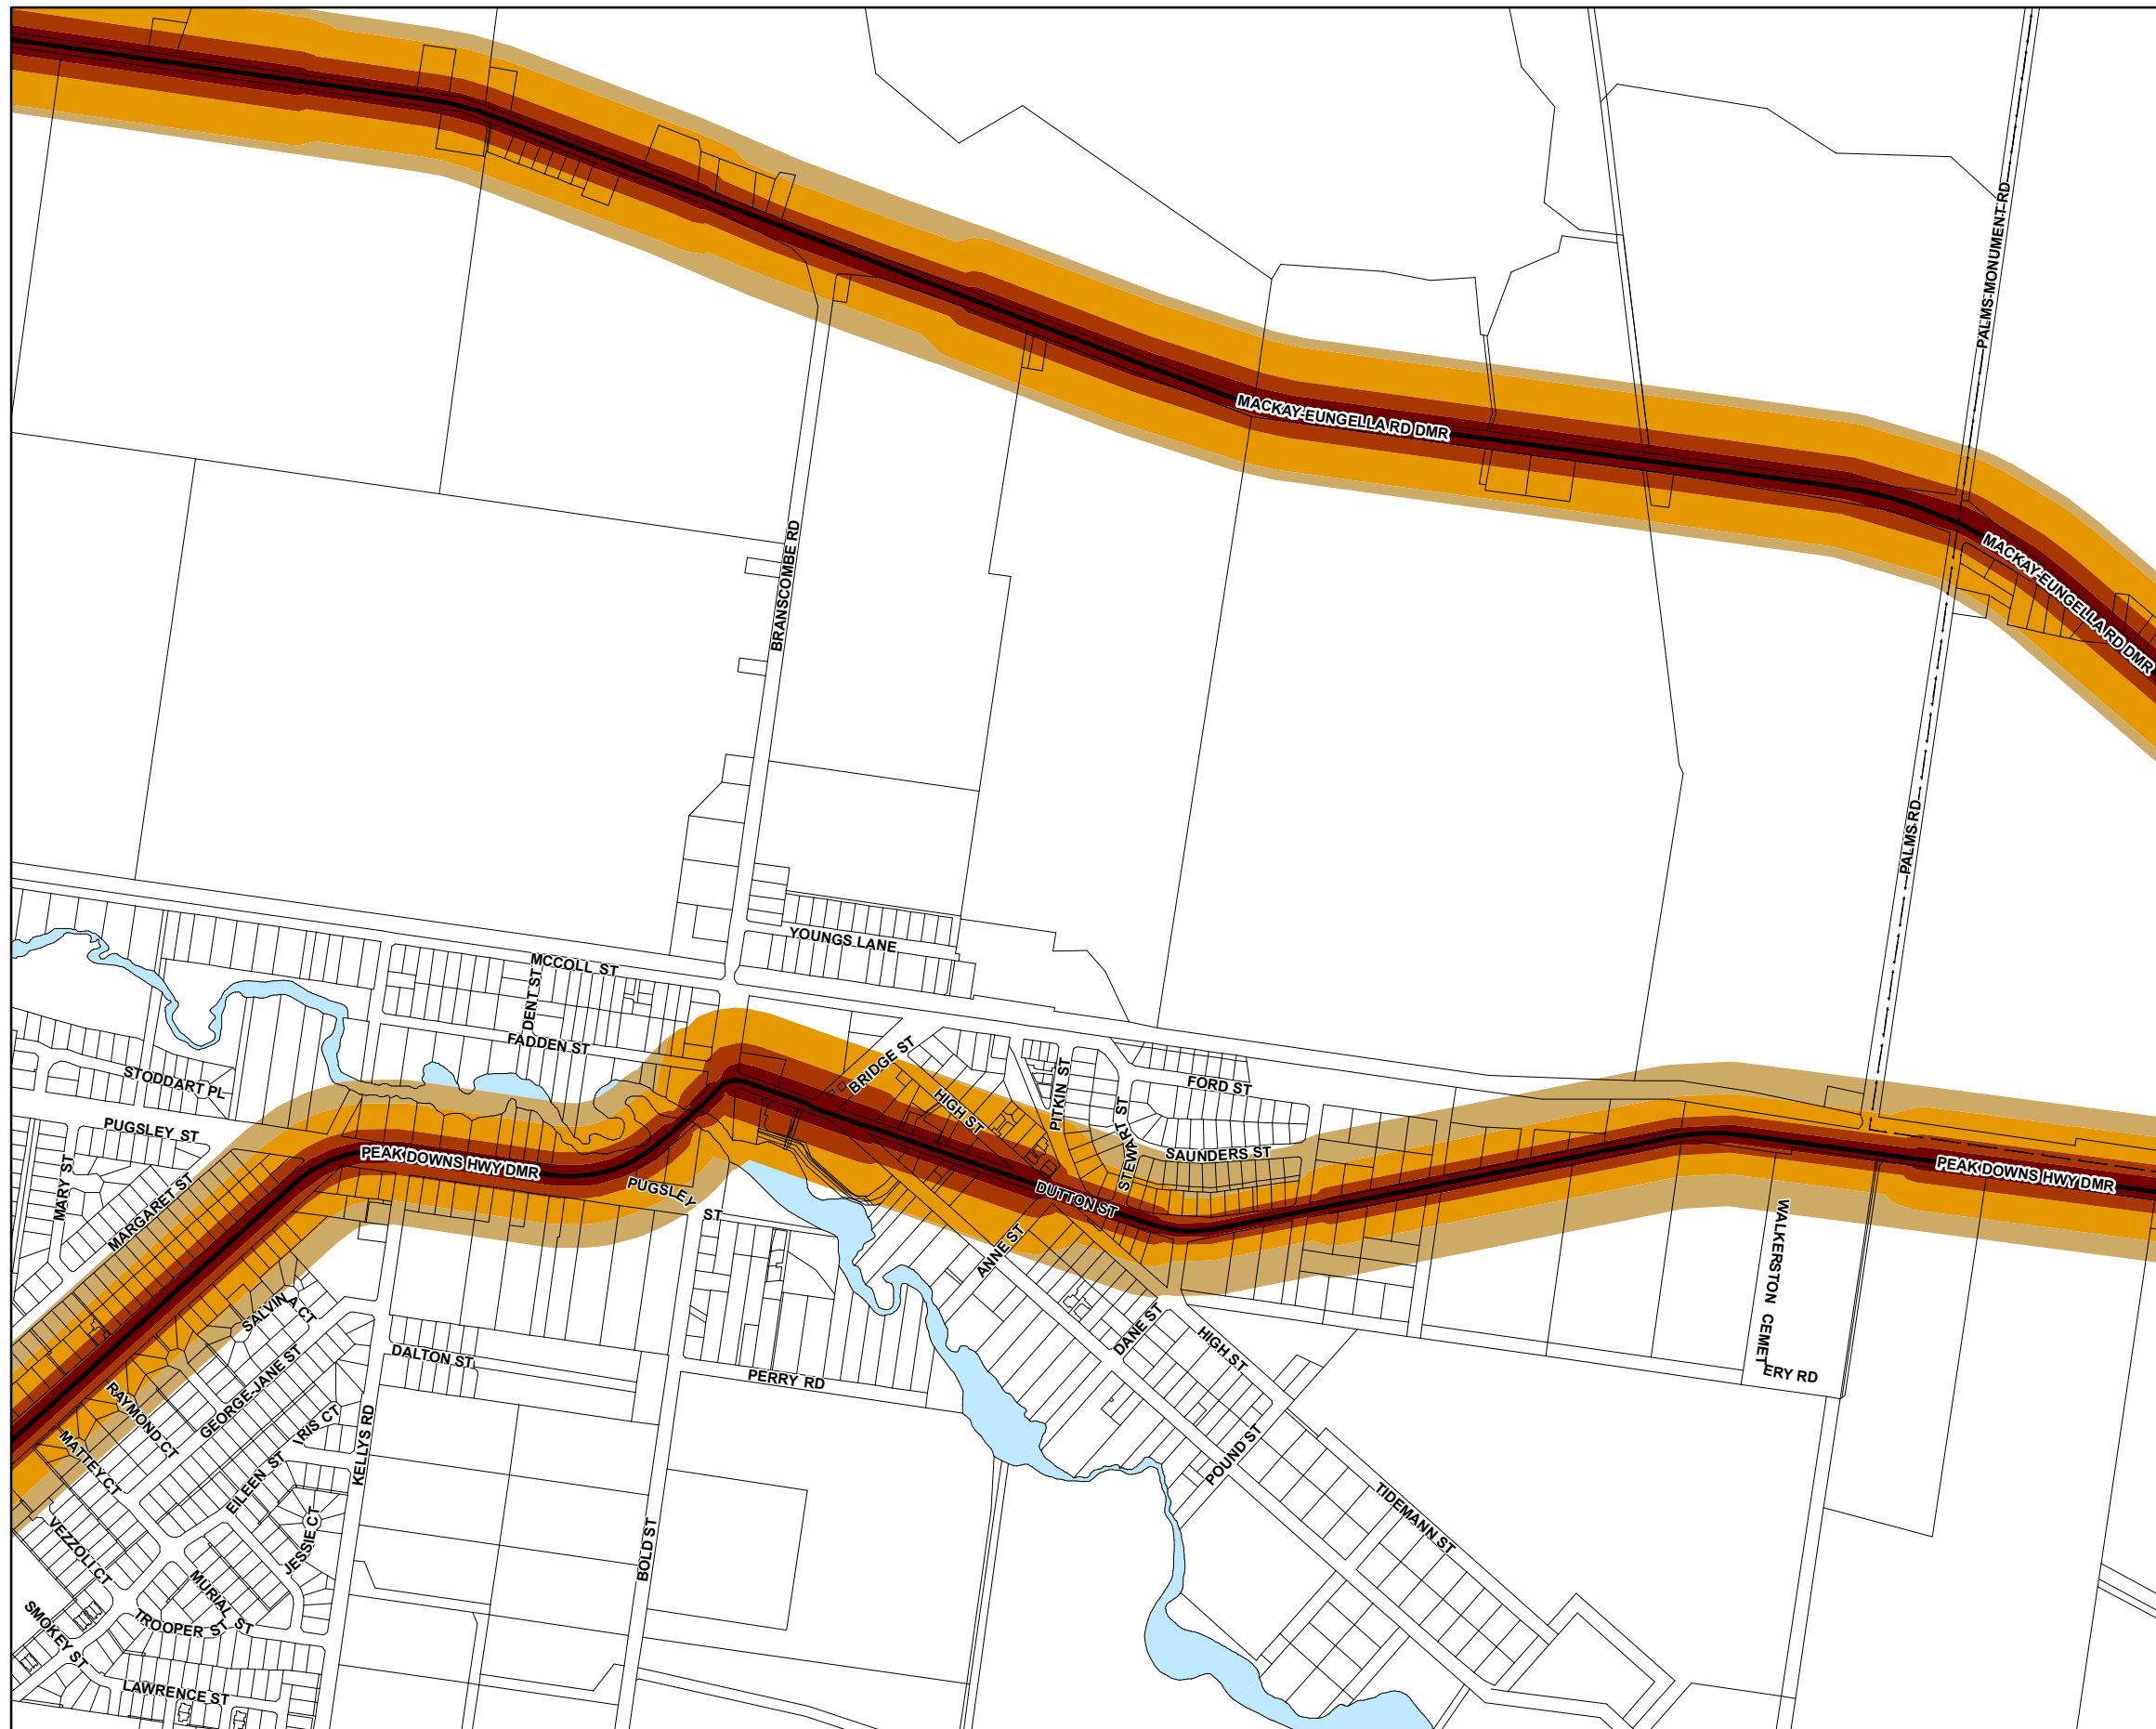 PALMS-MONUMENT-RD
MACKAY-EUNGELLA RD DMR
MACKAY-EUNGELLA RD DMR
BRANSCOMBE RD
PALMS RD
YOUNGS LANE
MCCOLL ST
DENT ST
FADDEN ST
BRIDGE ST
STODDART PL
PITKIN ST
FORD ST
HIGH ST
PUGSLEY ST
STEWART ST
SAUNDERS ST
PEAK DOWNS HWY DMR
PEAK DOWNS HWY DMR
MARY ST
MARGARET ST
PUGSLEY ST
DUTTON ST
ANNE ST
WALKERSTON CEMETERY RD
SALVINA CT
DANE ST
HIGH ST
DALTON ST
GEORGE-JANE ST
PERRY RD
RAYMOND CT
IRIS CT
KELLYS RD
MATTEY CT
EILEEN ST
POUND ST
TIDEMANN ST
VEZZOLI CT
JESSIE CT
BOLD ST
MURIAL ST
SMOKEY ST
TROOPER ST
LAWRENCE ST